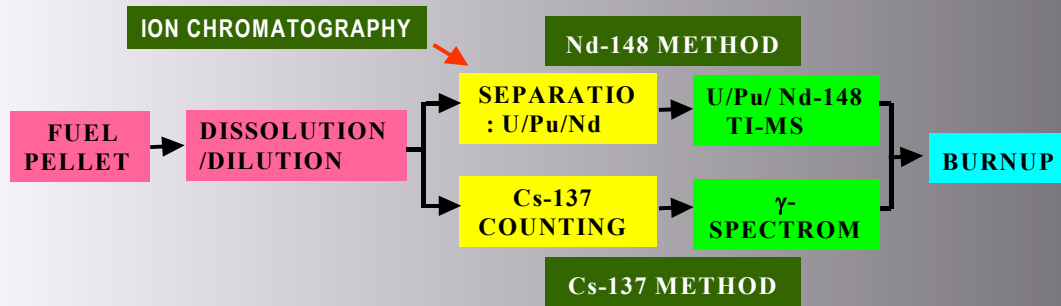 ION CHROMATOGRAPHY
Nd-148 METHOD
FUEL
PELLET
DISSOLUTION
/DILUTION
SEPARATIO
: U/Pu/Nd
U/Pu/ Nd-148
TI-MS
Cs-137
COUNTING
γ-
SPECTROM
BURNUP
Cs-137 METHOD